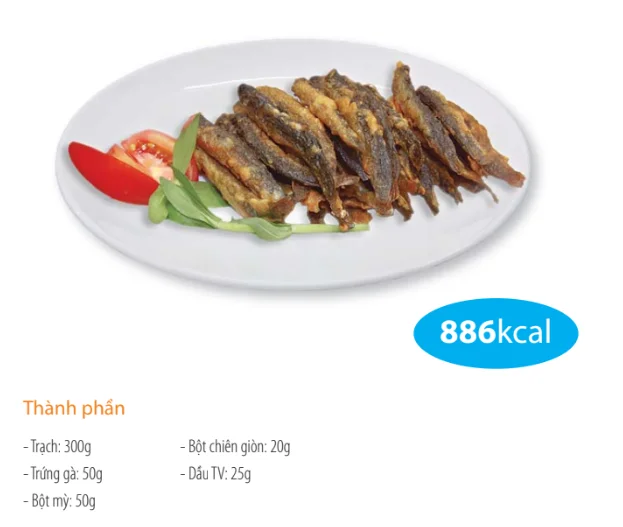 886kcal
Thành phần
- Trạch: 300g
- Trứng gà: 50g
- Bột mỳ: 50g
- Bột chiên giòn: 20g
- Dầu TV: 25g